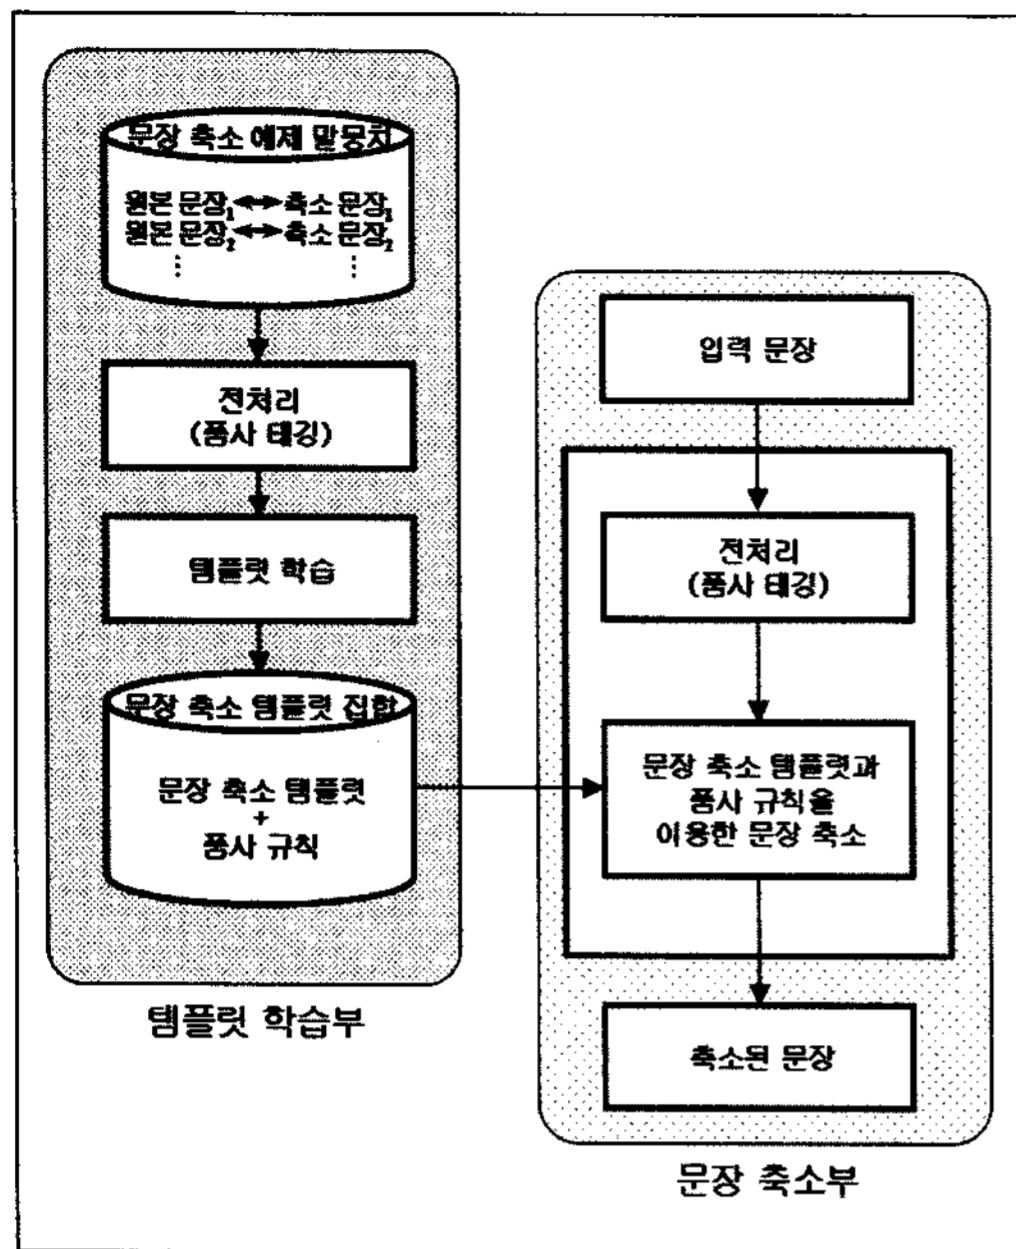 문장 축소 예제 말뭉치
원본 문장1 ↔ 축소 문장1
원본 문장2 ↔ 축소 문장2
⋮ ⋮
전처리
(품사 태깅)
템플릿 학습
문장 축소 템플릿 집합
문장 축소 템플릿
+
품사 규칙
템플릿 학습부
입력 문장
전처리
(품사 태깅)
문장 축소 템플릿과
품사 규칙을
이용한 문장 축소
축소된 문장
문장 축소부